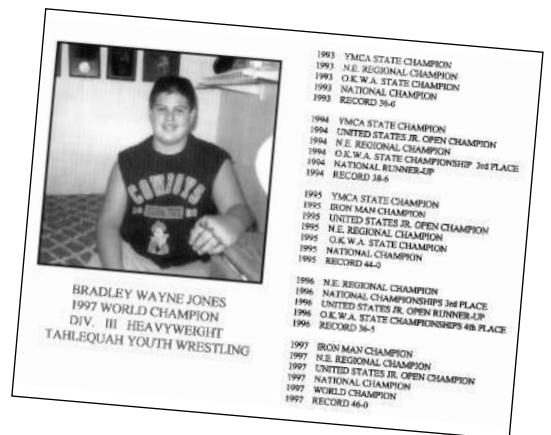 COWBOYS
BRADLEY WAYNE JONES
1997 WORLD CHAMPION
DIV. III HEAVYWEIGHT
TAHLEQUAH YOUTH WRESTLING
1993 YMCA STATE CHAMPION
1993 N.E. REGIONAL CHAMPION
1993 O.K.W.A. STATE CHAMPION
1993 NATIONAL CHAMPION
1993 RECORD 36-0
1994 YMCA STATE CHAMPION
1994 UNITED STATES JR. OPEN CHAMPION
1994 N.E. REGIONAL CHAMPION
1994 O.K.W.A. STATE CHAMPIONSHIP 3rd PLACE
1994 NATIONAL RUNNER-UP
1994 RECORD 38-6
1995 YMCA STATE CHAMPION
1995 IRON MAN CHAMPION
1995 UNITED STATES JR. OPEN CHAMPION
1995 N.E. REGIONAL CHAMPION
1995 O.K.W.A. STATE CHAMPION
1995 NATIONAL CHAMPION
1995 RECORD 44-0
1996 N.E. REGIONAL CHAMPION
1996 NATIONAL CHAMPIONSHIPS 3rd PLACE
1996 UNITED STATES JR. OPEN RUNNER-UP
1996 O.K.W.A. STATE CHAMPIONSHIPS 4th PLACE
1996 RECORD 36-5
1997 IRON MAN CHAMPION
1997 N.E. REGIONAL CHAMPION
1997 UNITED STATES JR. OPEN CHAMPION
1997 NATIONAL CHAMPION
1997 WORLD CHAMPION
1997 RECORD 46-0